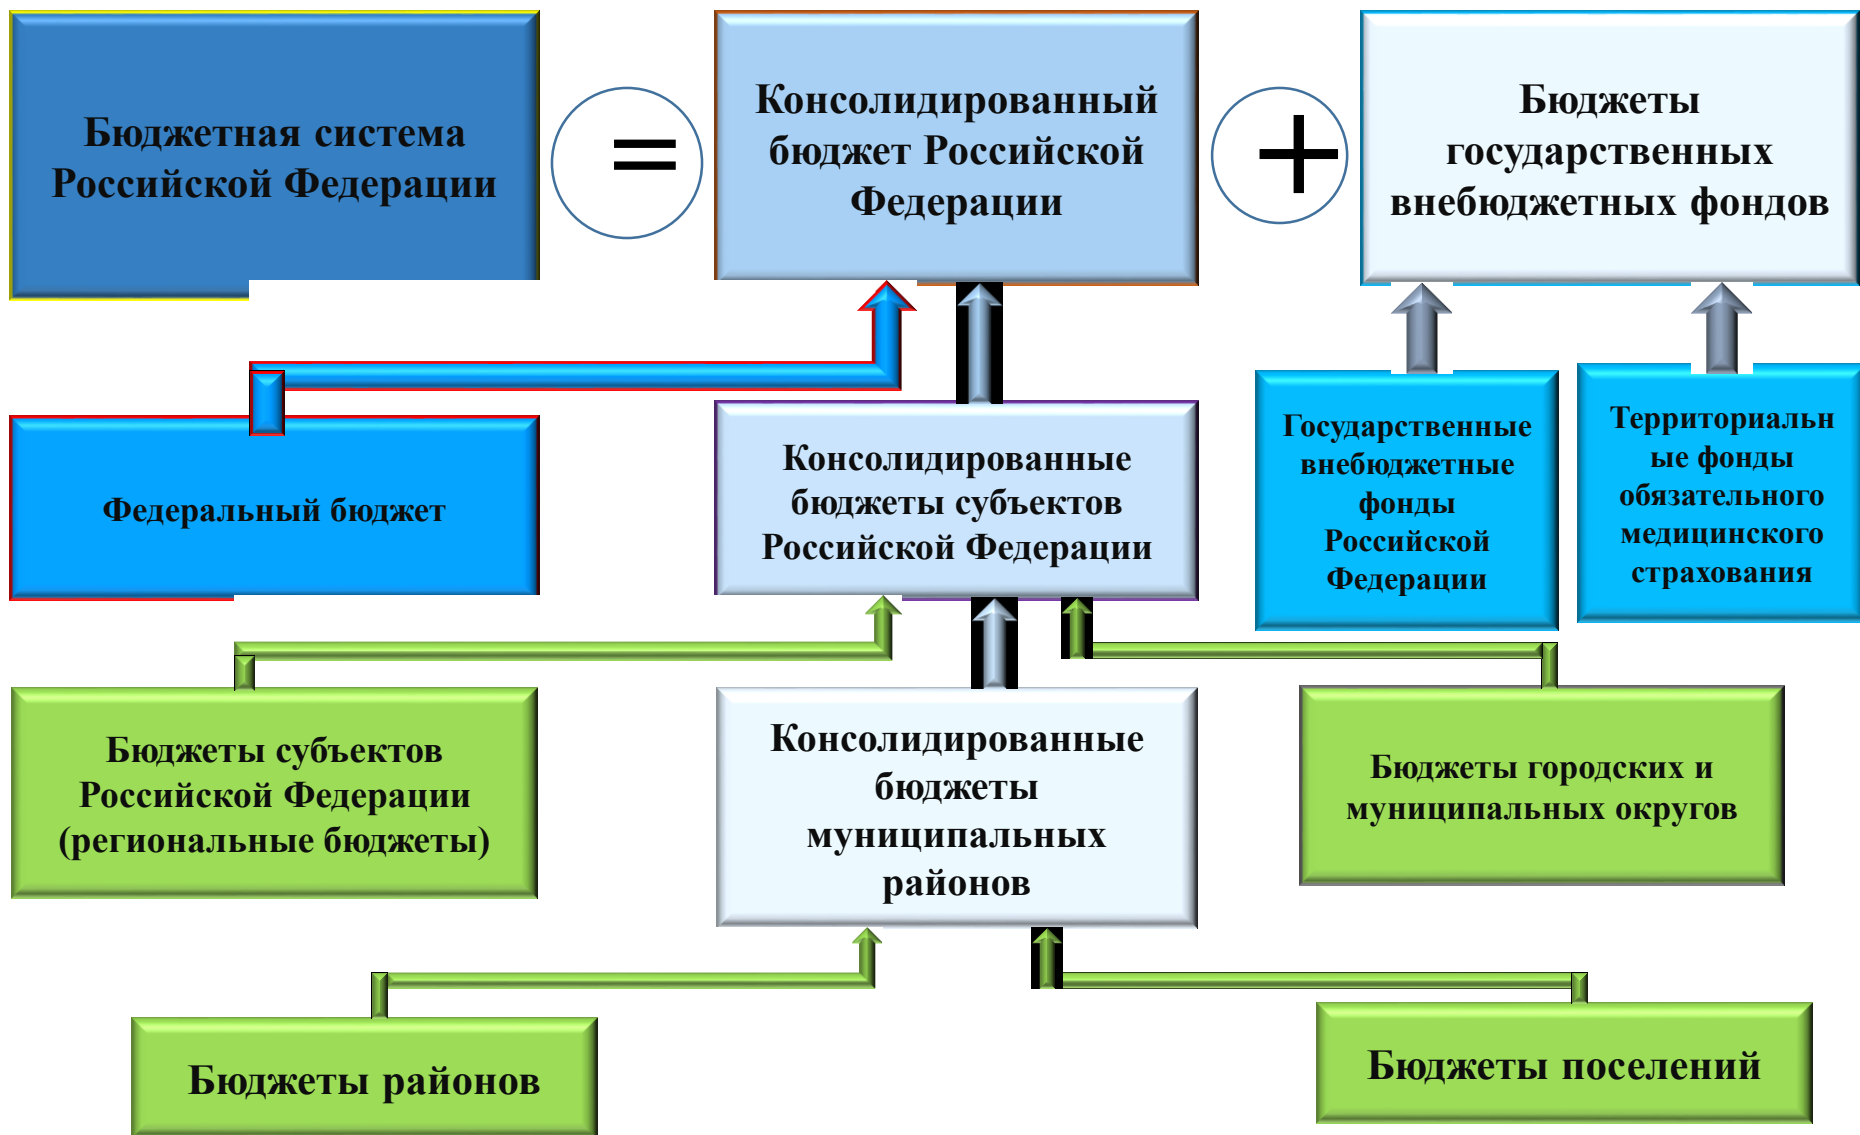 Бюджетная система
Российской Федерации
=
Консолидированный
бюджет Российской
Федерации
+
Бюджеты
государственных
внебюджетных фондов
Федеральный бюджет
Консолидированные
бюджеты субъектов
Российской Федерации
Государственные
внебюджетные
фонды
Российской
Федерации
Территориальн
ые фонды
обязательного
медицинского
страхования
Бюджеты субъектов
Российской Федерации
(региональные бюджеты)
Консолидированные
бюджеты
муниципальных
районов
Бюджеты городских и
муниципальных округов
Бюджеты районов
Бюджеты поселений